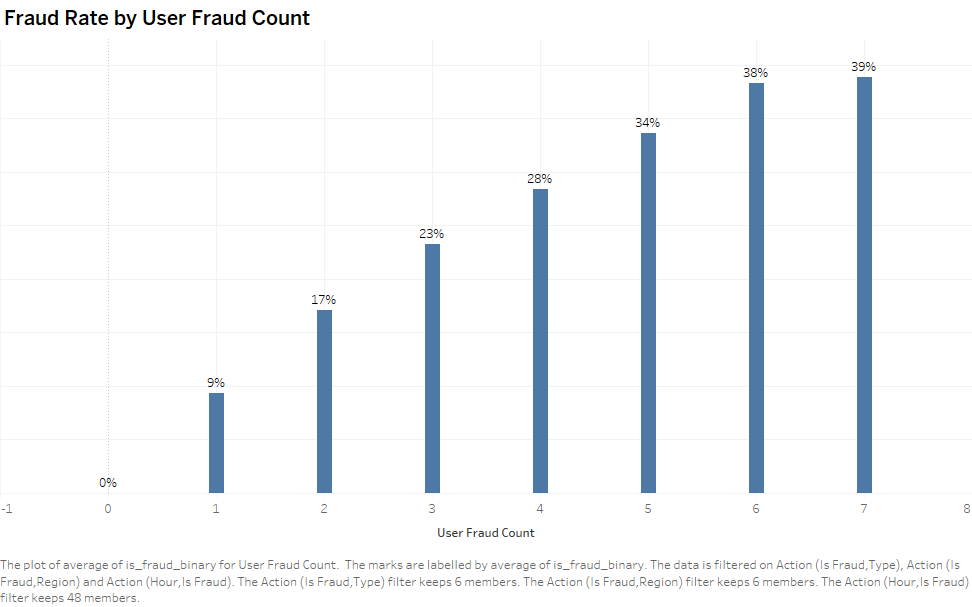 Fraud Rate by User Fraud Count
39%
38%
34%
28%
23%
17%
9%
0%
-1 0 1 2 3 4 5 6 7 8
User Fraud Count
The plot of average of is_fraud_binary for User Fraud Count.  The marks are labelled by average of is_fraud_binary. The data is filtered on Action (Is Fraud,Type), Action (Is
Fraud,Region) and Action (Hour,Is Fraud). The Action (Is Fraud,Type) filter keeps 6 members. The Action (Is Fraud,Region) filter keeps 6 members. The Action (Hour,Is Fraud)
filter keeps 48 members.